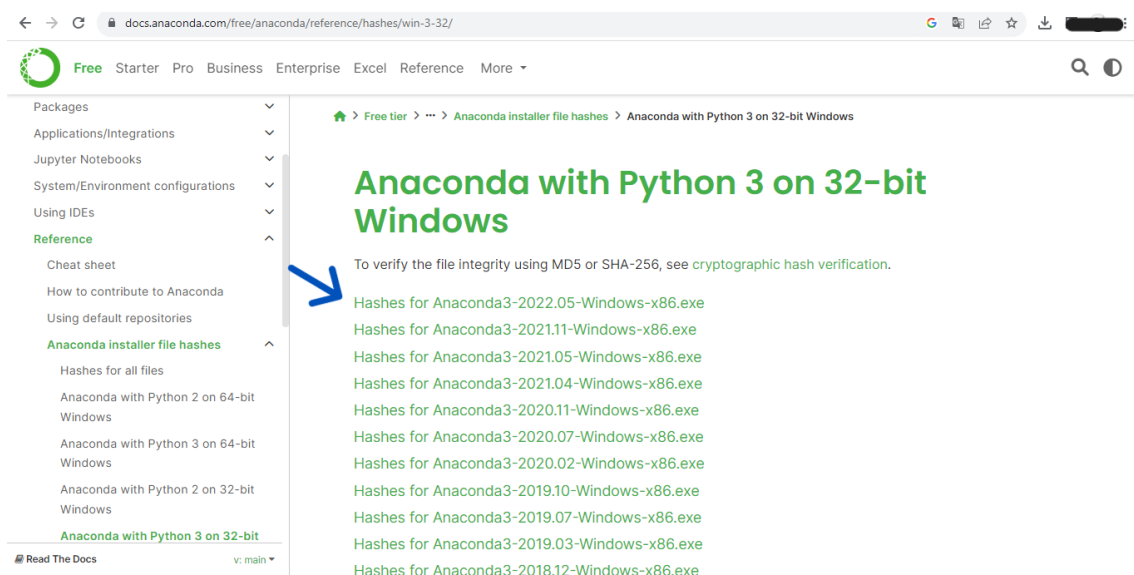 docs.anaconda.com/free/anaconda/reference/hashes/win-3-32/
Free Starter Pro Business Enterprise Excel Reference More
Packages
Applications/Integrations
Jupyter Notebooks
System/Environment configurations
Using IDEs
Reference
Cheat sheet
How to contribute to Anaconda
Using default repositories
Anaconda installer file hashes
Hashes for all files
Anaconda with Python 2 on 64-bit
Windows
Anaconda with Python 3 on 64-bit
Windows
Anaconda with Python 2 on 32-bit
Windows
Anaconda with Python 3 on 32-bit
Read The Docs
v: main
Free tier > ··· > Anaconda installer file hashes > Anaconda with Python 3 on 32-bit Windows
Anaconda with Python 3 on 32-bit
Windows
To verify the file integrity using MD5 or SHA-256, see cryptographic hash verification.
Hashes for Anaconda3-2022.05-Windows-x86.exe
Hashes for Anaconda3-2021.11-Windows-x86.exe
Hashes for Anaconda3-2021.05-Windows-x86.exe
Hashes for Anaconda3-2021.04-Windows-x86.exe
Hashes for Anaconda3-2020.11-Windows-x86.exe
Hashes for Anaconda3-2020.07-Windows-x86.exe
Hashes for Anaconda3-2020.02-Windows-x86.exe
Hashes for Anaconda3-2019.10-Windows-x86.exe
Hashes for Anaconda3-2019.07-Windows-x86.exe
Hashes for Anaconda3-2019.03-Windows-x86.exe
Hashes for Anaconda3-2018.12-Windows-x86.exe